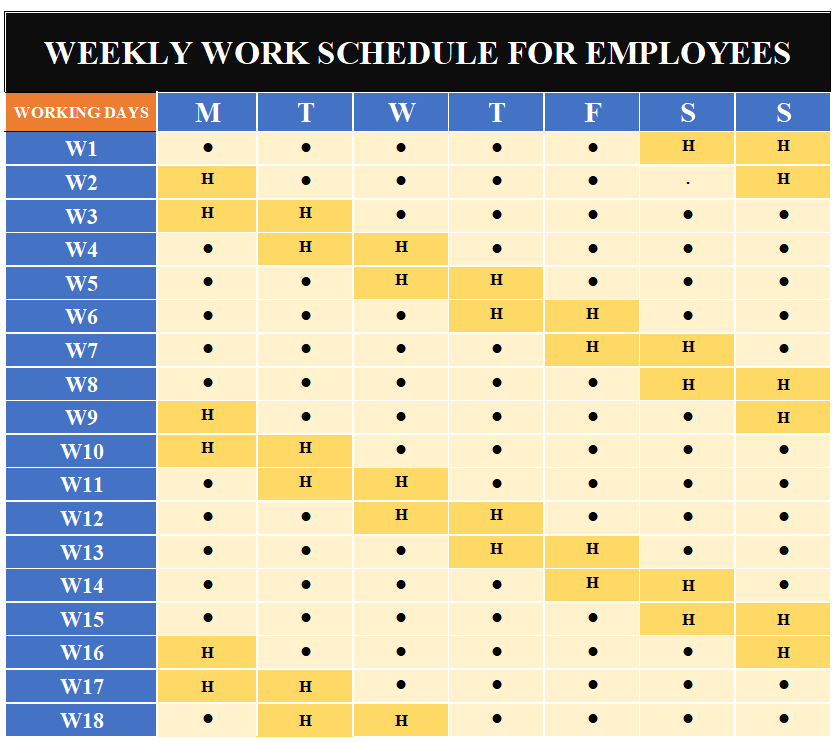 WEEKLY WORK SCHEDULE FOR EMPLOYEES
WORKING DAYS M T W T F S S
W1 ● ● ● ● ● H H
W2 H ● ● ● ● . H
W3 H H ● ● ● ● ●
W4 ● H H ● ● ● ●
W5 ● ● H H ● ● ●
W6 ● ● ● H H ● ●
W7 ● ● ● ● H H ●
W8 ● ● ● ● ● H H
W9 H ● ● ● ● ● H
W10 H H ● ● ● ● ●
W11 ● H H ● ● ● ●
W12 ● ● H H ● ● ●
W13 ● ● ● H H ● ●
W14 ● ● ● ● H H ●
W15 ● ● ● ● ● H H
W16 H ● ● ● ● ● H
W17 H H ● ● ● ● ●
W18 ● H H ● ● ● ●